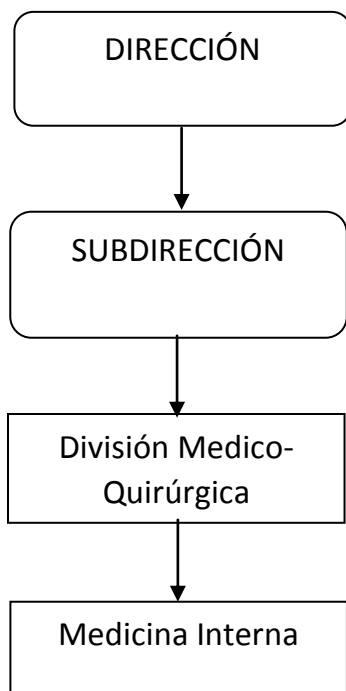 DIRECCIÓN
SUBDIRECCIÓN
División Medico-
Quirúrgica
Medicina Interna